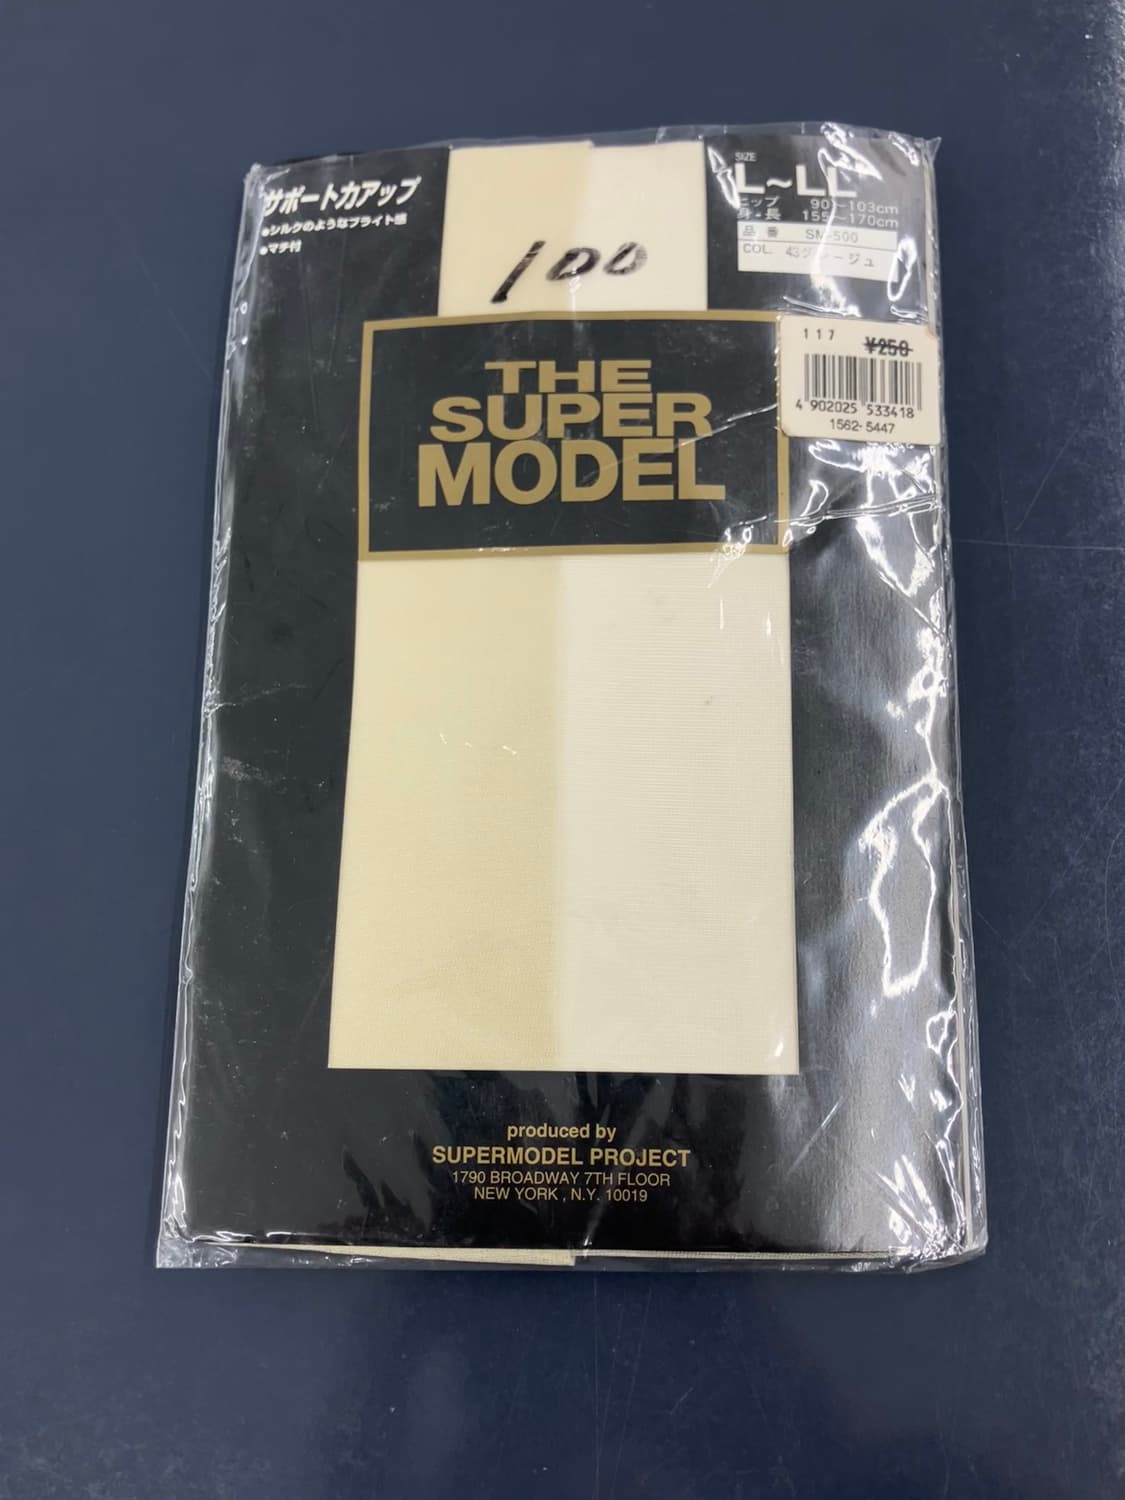 サポート力アップ
●シルクのようなブライト感
●マチ付
100
SIZE
L~LL
ヒップ 90~103cm
身・長 155~170cm
品番 SM-500
COL. 43グレージュ
117 ¥250
4 902025 533418
1562-5447
THE
SUPER
MODEL
produced by
SUPERMODEL PROJECT
1790 BROADWAY 7TH FLOOR
NEW YORK , N.Y. 10019